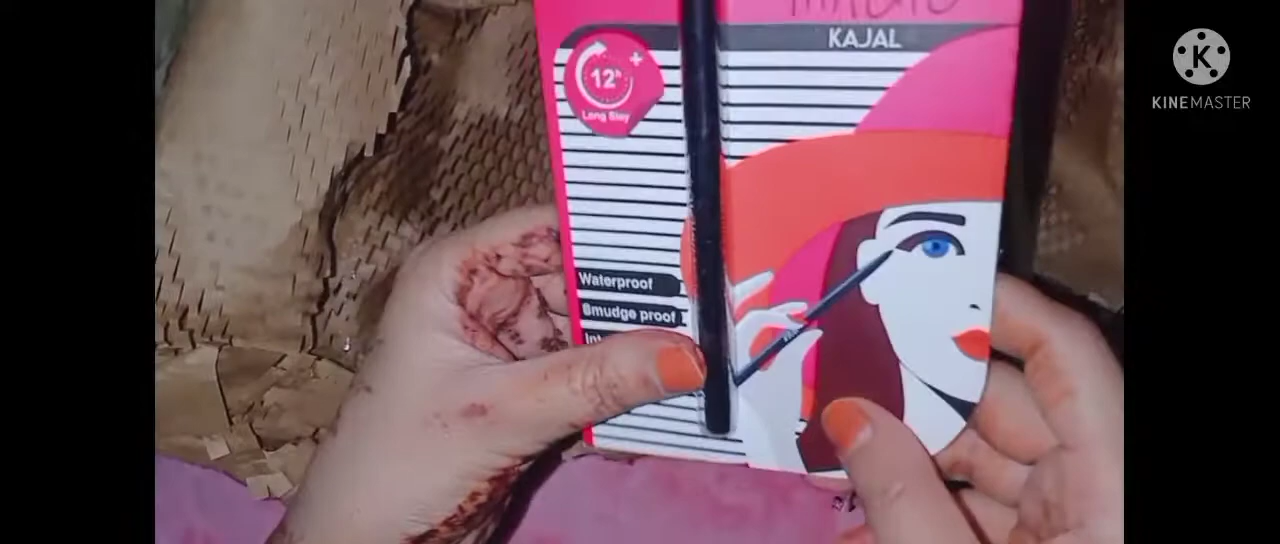 KAJAL
12h
+
Long Stay
Waterproof
Smudge proof
K
KINEMASTER